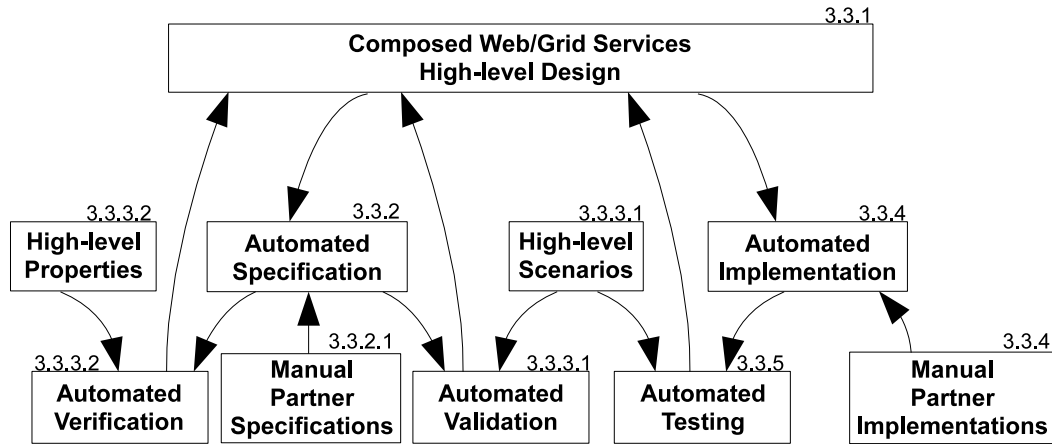 3.3.1
Composed Web/Grid Services
High-level Design
3.3.3.2
High-level
Properties
3.3.2
Automated
Specification
3.3.3.1
High-level
Scenarios
3.3.4
Automated
Implementation
3.3.3.2
Automated
Verification
3.3.2.1
Manual
Partner
Specifications
3.3.3.1
Automated
Validation
3.3.5
Automated
Testing
3.3.4
Manual
Partner
Implementations